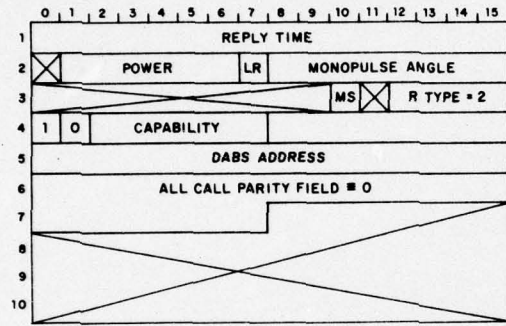 0 1 2 3 4 5 6 7 8 9 10 11 12 13 14 15
1 REPLY TIME
2 POWER LR MONOPULSE ANGLE
3 MS R TYPE = 2
4 1 0 CAPABILITY
5 DABS ADDRESS
6 ALL CALL PARITY FIELD ≡ 0
7
8
9
10